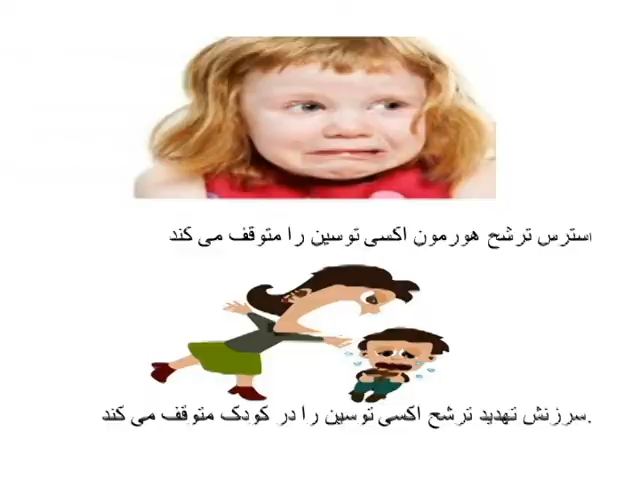 استرس ترشح هورمون اکسی توسین را متوقف می کند
سرزنش تهدید ترشح اکسی توسین را در کودک متوقف می کند.